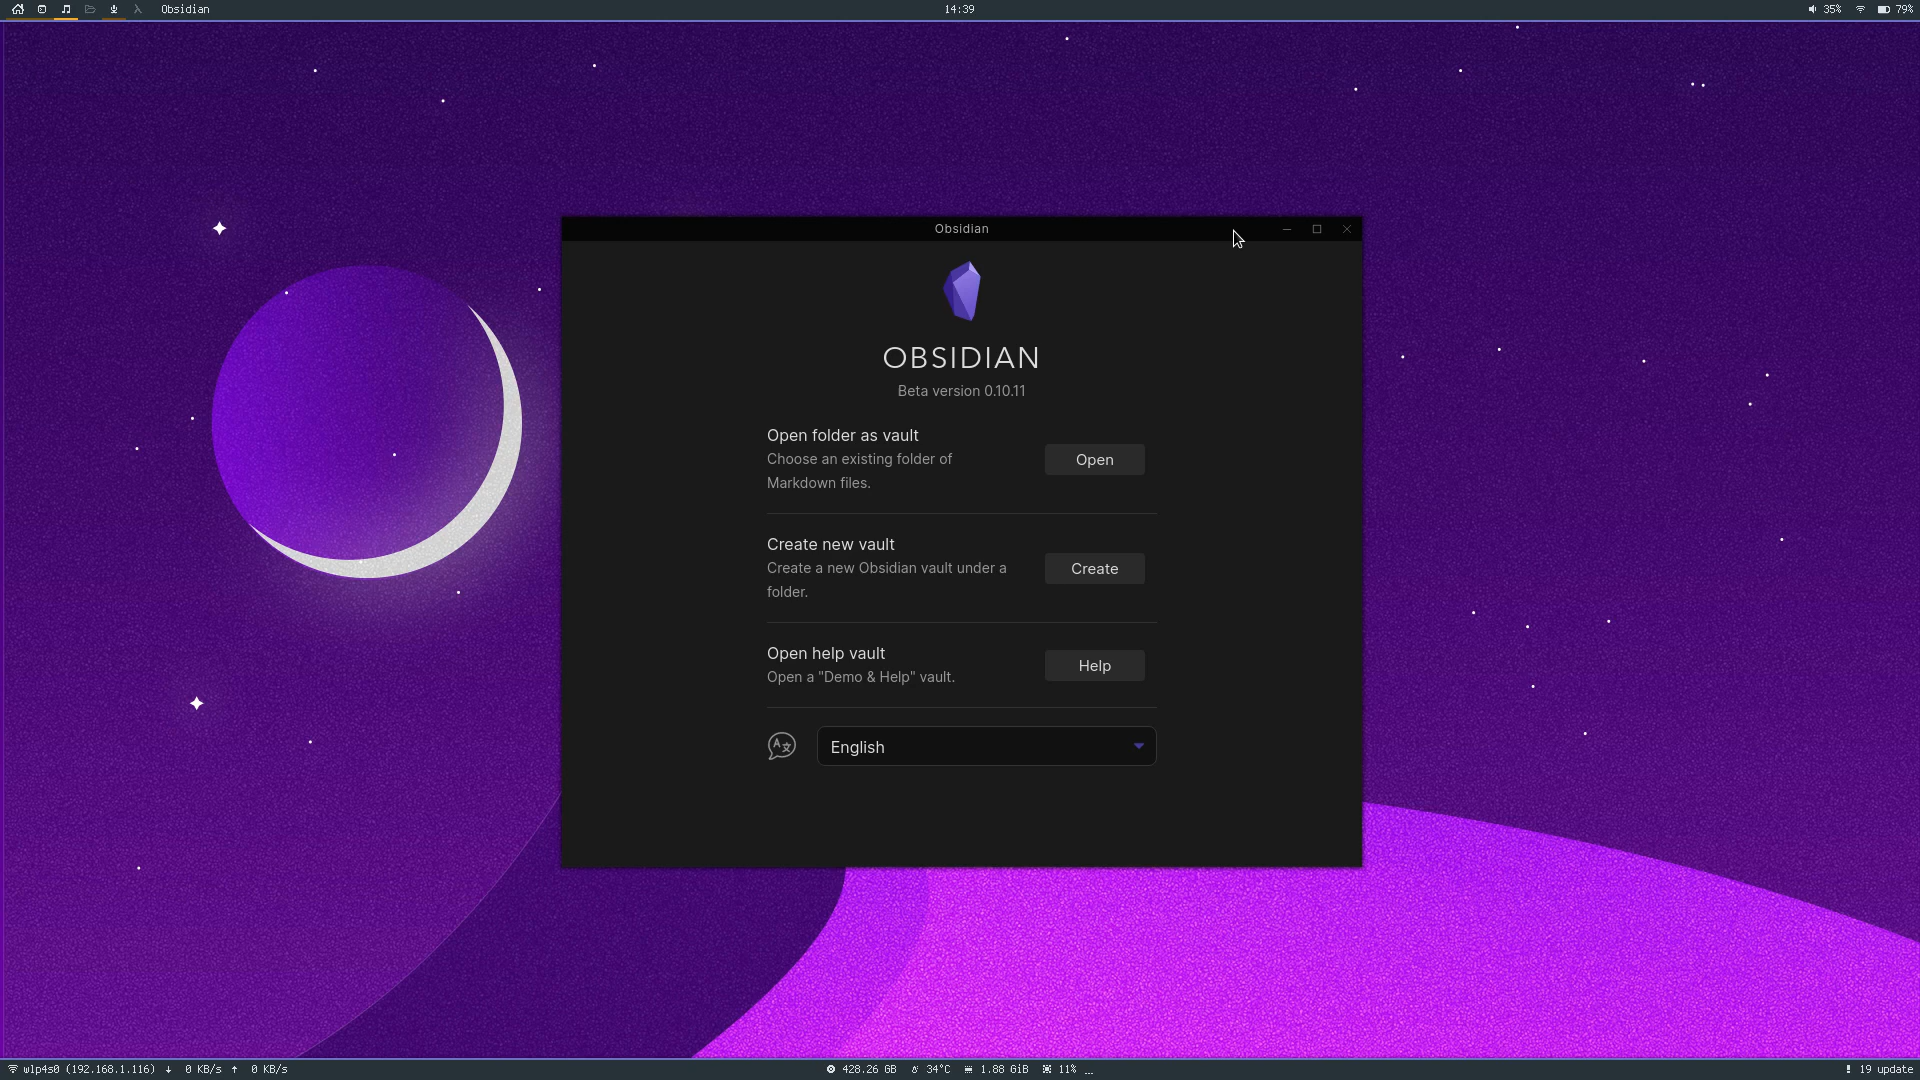 Obsidian
14:39
35%
79%
Obsidian
OBSIDIAN
Beta version 0.10.11
Open folder as vault
Choose an existing folder of
Markdown files.
Open
Create new vault
Create a new Obsidian vault under a
folder.
Create
Open help vault
Open a "Demo & Help" vault.
Help
English
wlp4s0 (192.168.1.116) ↓ 0 KB/s ↑ 0 KB/s
428.26 GB 34°C 1.88 GiB 11% ...
19 update